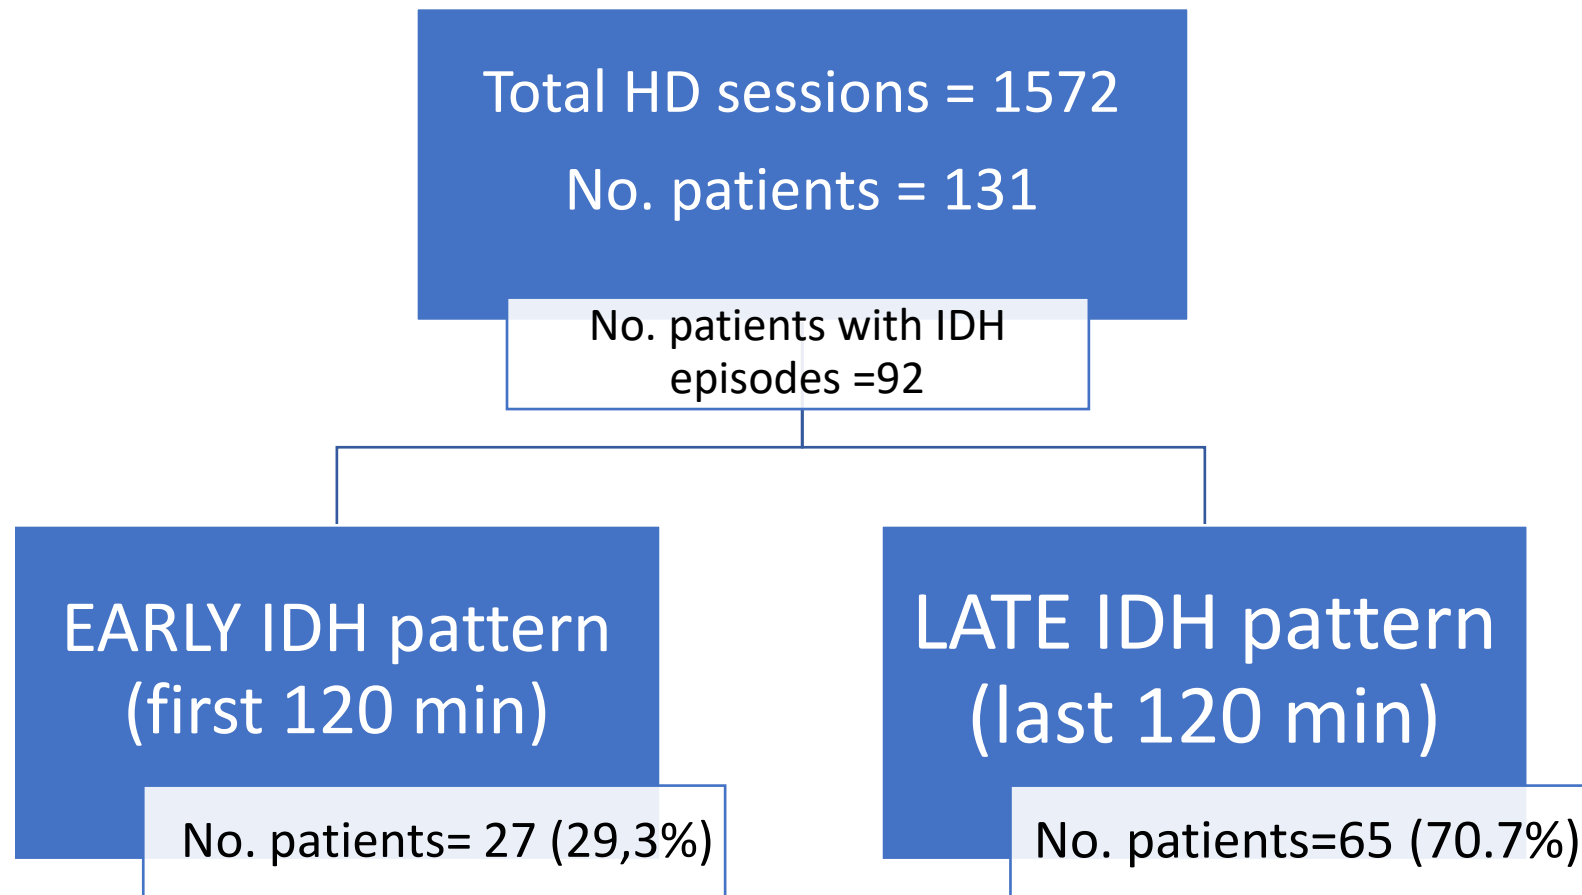 Total HD sessions = 1572
No. patients = 131
No. patients with IDH
episodes =92
EARLY IDH pattern
(first 120 min)
No. patients= 27 (29,3%)
LATE IDH pattern
(last 120 min)
No. patients=65 (70.7%)